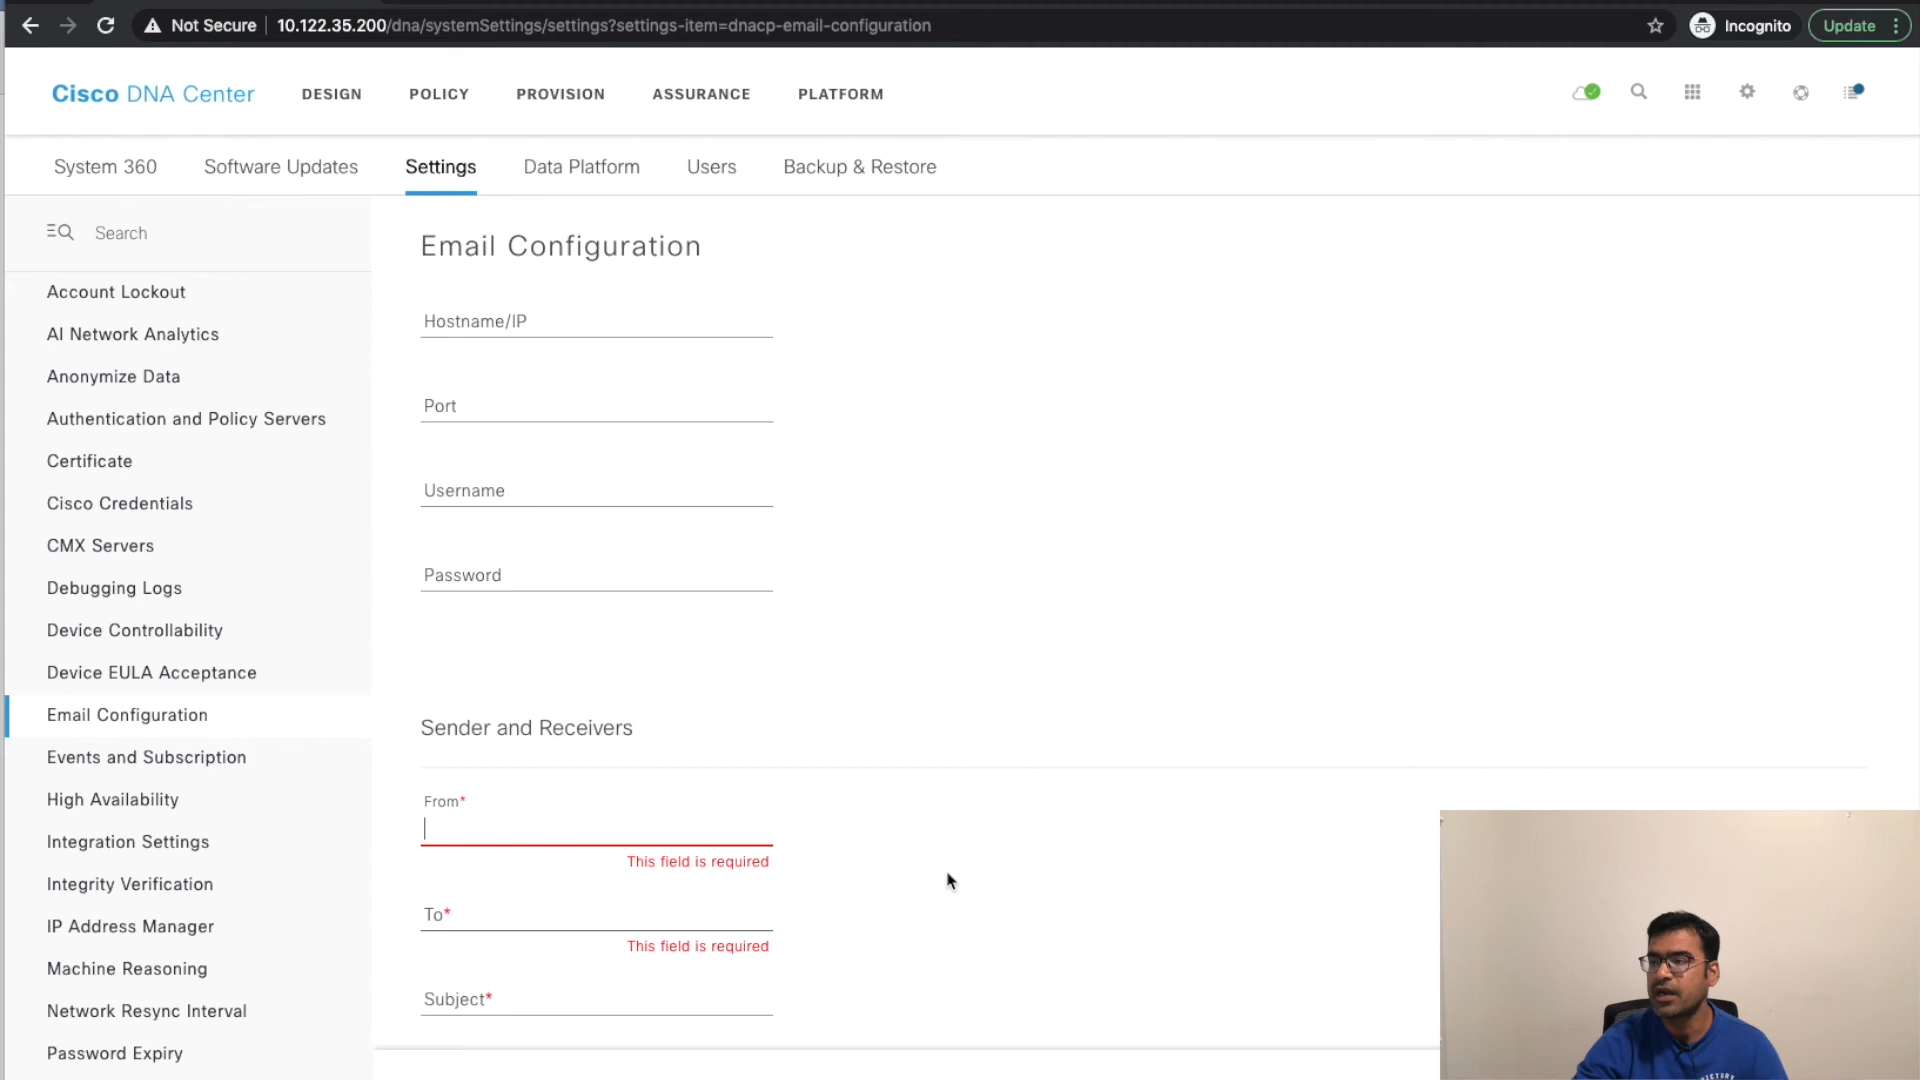 Not Secure 10.122.35.200/dna/systemSettings/settings?settings-item=dnacp-email-configuration Incognito Update
Cisco DNA Center DESIGN POLICY PROVISION ASSURANCE PLATFORM
System 360 Software Updates Settings Data Platform Users Backup & Restore
Search
Account Lockout
AI Network Analytics
Anonymize Data
Authentication and Policy Servers
Certificate
Cisco Credentials
CMX Servers
Debugging Logs
Device Controllability
Device EULA Acceptance
Email Configuration
Events and Subscription
High Availability
Integration Settings
Integrity Verification
IP Address Manager
Machine Reasoning
Network Resync Interval
Password Expiry
Email Configuration
Hostname/IP
Port
Username
Password
Sender and Receivers
From*
This field is required
To*
This field is required
Subject*